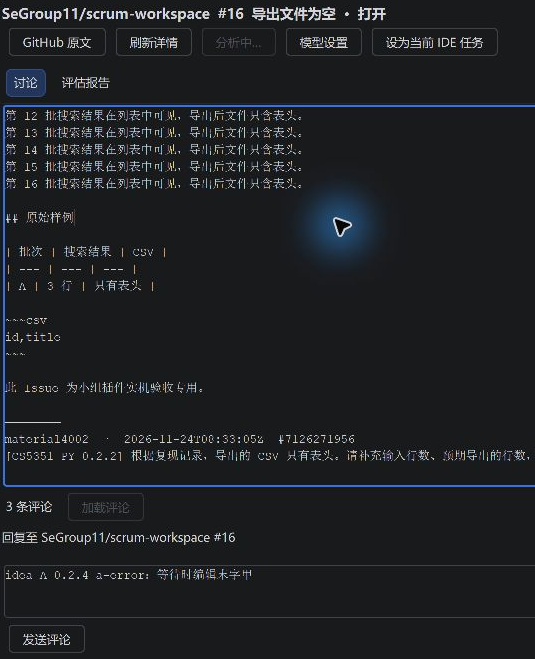 SeGroup11/scrum-workspace #16 导出文件为空 · 打开
GitHub 原文 刷新详情 分析中… 模型设置 设为当前 IDE 任务
讨论 评估报告
第 12 批搜索结果在列表中可见，导出后文件只含表头。
第 13 批搜索结果在列表中可见，导出后文件只含表头。
第 14 批搜索结果在列表中可见，导出后文件只含表头。
第 15 批搜索结果在列表中可见，导出后文件只含表头。
第 16 批搜索结果在列表中可见，导出后文件只含表头。
## 原始样例
| 批次 | 搜索结果 | CSV |
| --- | --- | --- |
| A | 3 行 | 只有表头 |
~~~csv
id,title
~~~
此 Issue 为小组插件实机验收专用。
────────
material4002 · 2026-11-24T00:33:05Z #7126271956
[CS5351 PY 0.2.2] 根据复现记录，导出的 CSV 只有表头。请补充输入行数、预期导出的行数，
3 条评论 加载评论
回复至 SeGroup11/scrum-workspace #16
idea A 0.2.4 a-error：等待时编辑末字甲
发送评论